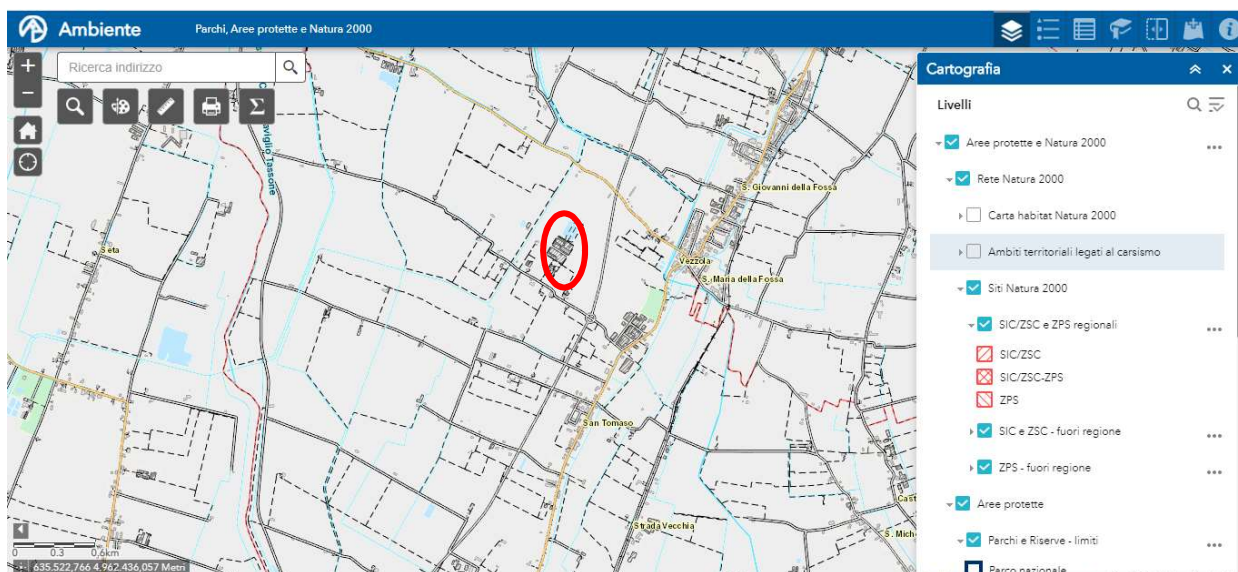 Ambiente
Parchi, Aree protette e Natura 2000
Ricerca indirizzo
Cartografia
Livelli
Aree protette e Natura 2000
Rete Natura 2000
Carta habitat Natura 2000
Ambiti territoriali legati al carsismo
Siti Natura 2000
SIC/ZSC e ZPS regionali
SIC/ZSC
SIC/ZSC-ZPS
ZPS
SIC e ZSC - fuori regione
ZPS - fuori regione
Aree protette
Parchi e Riserve - limiti
Parco nazionale
Tassone
S. Giovanni della Fossa
Seta
Vezzola
S. Maria della Fossa
San Tomaso
Strada Vecchia
0 0.3 0,6km
635.522,766 4.962.436,057 Metri